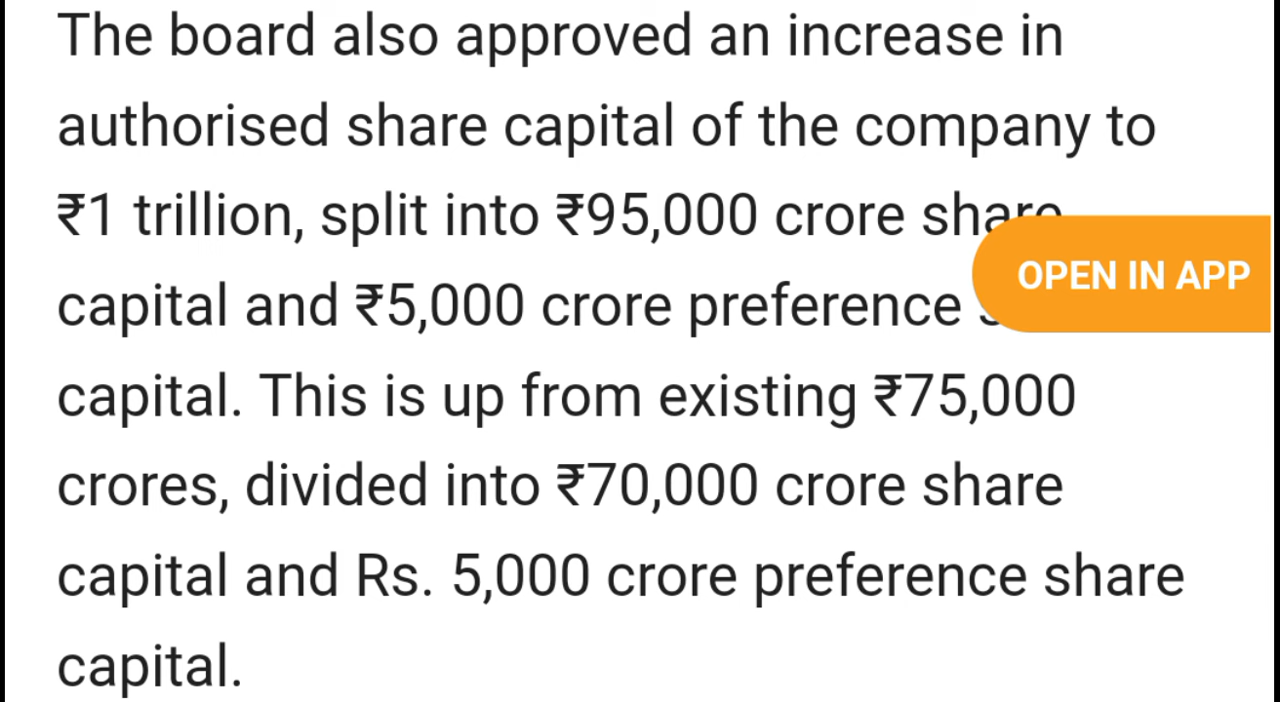 The board also approved an increase in
authorised share capital of the company to
₹1 trillion, split into ₹95,000 crore share
capital and ₹5,000 crore preference
OPEN IN APP
capital. This is up from existing ₹75,000
crores, divided into ₹70,000 crore share
capital and Rs. 5,000 crore preference share
capital.